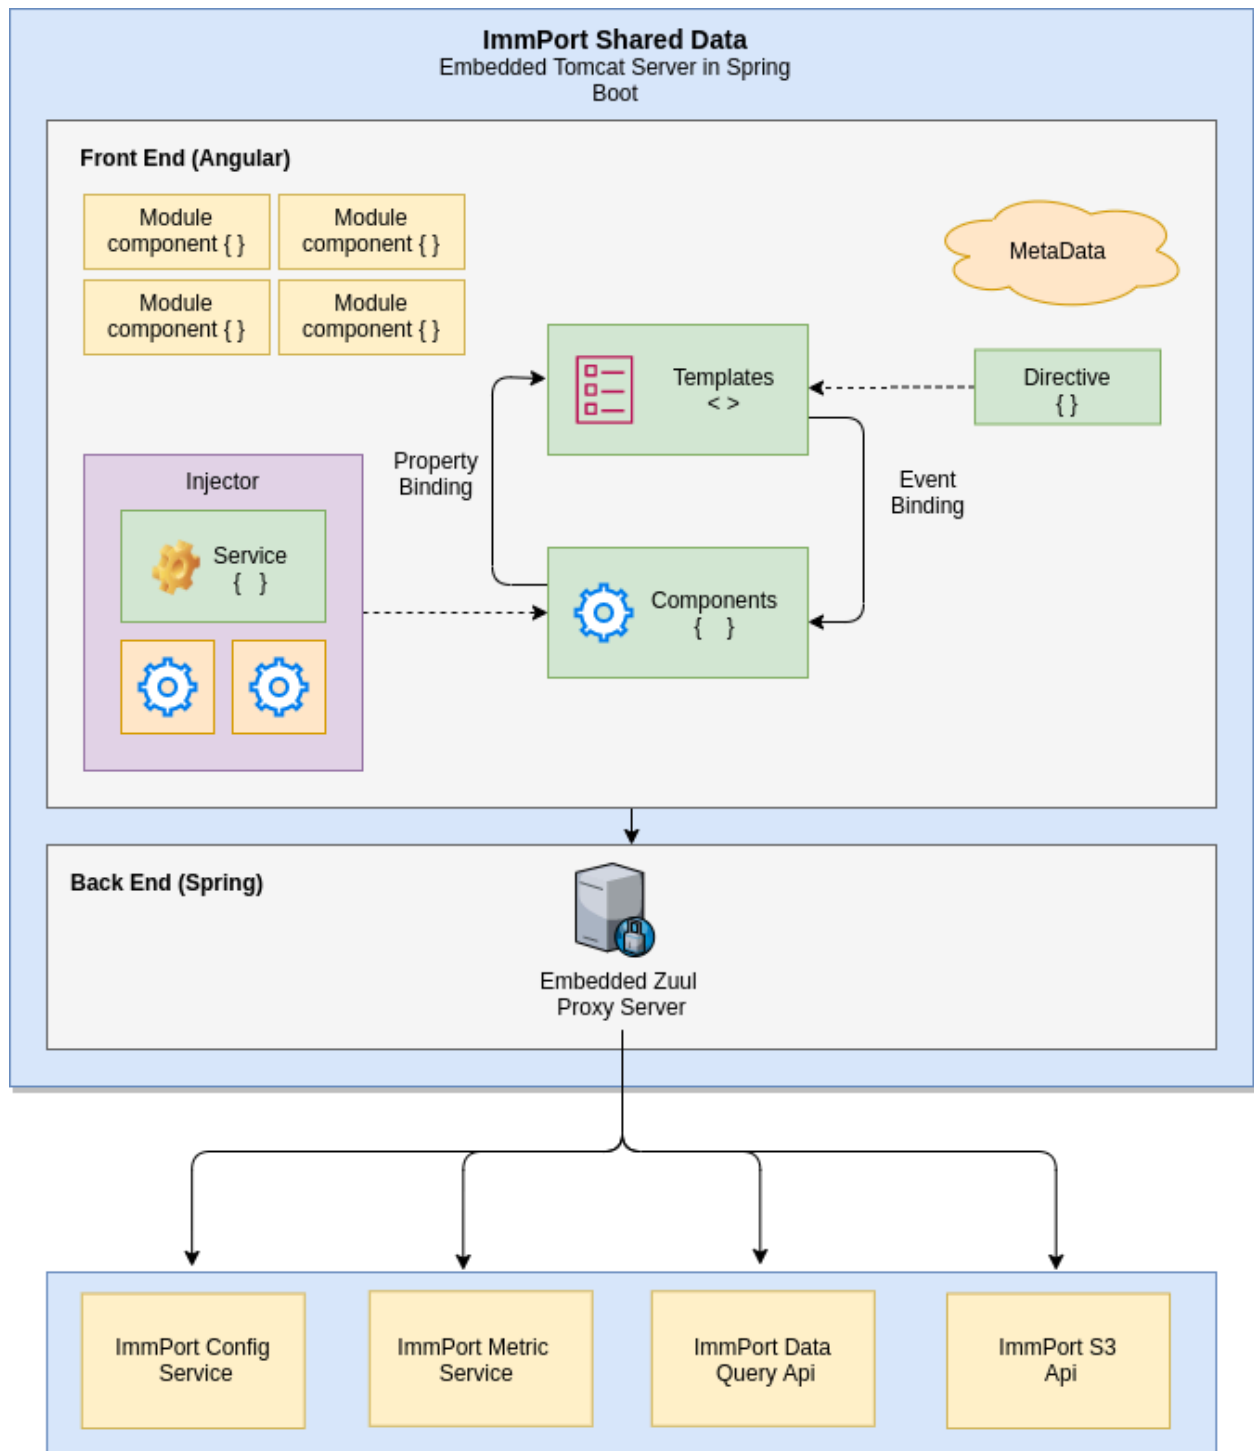 ImmPort Shared Data
Embedded Tomcat Server in Spring
Boot
Front End (Angular)
Module
component { }
Module
component { }
Module
component { }
Module
component { }
MetaData
Templates
< >
Directive
{ }
Property
Binding
Event
Binding
Injector
Service
{ }
Components
{ }
Back End (Spring)
Embedded Zuul
Proxy Server
ImmPort Config
Service
ImmPort Metric
Service
ImmPort Data
Query Api
ImmPort S3
Api